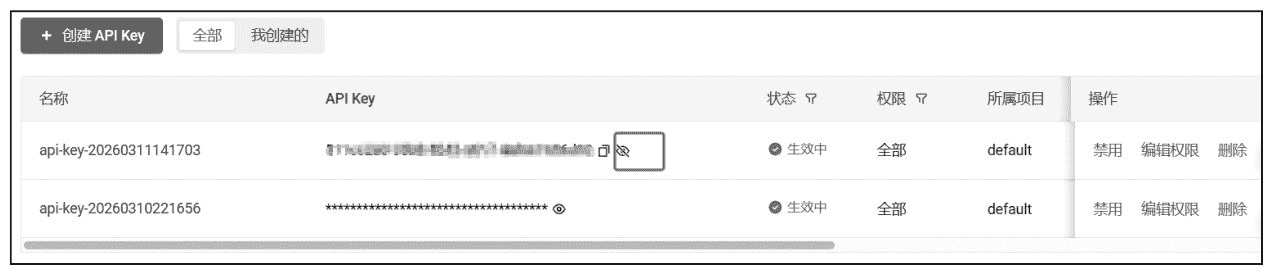 + 创建 API Key 全部 我创建的
名称 API Key 状态 权限 所属项目 操作
api-key-20260311141703 生效中 全部 default 禁用 编辑权限 删除
api-key-20260310221656 *********************************** 生效中 全部 default 禁用 编辑权限 删除